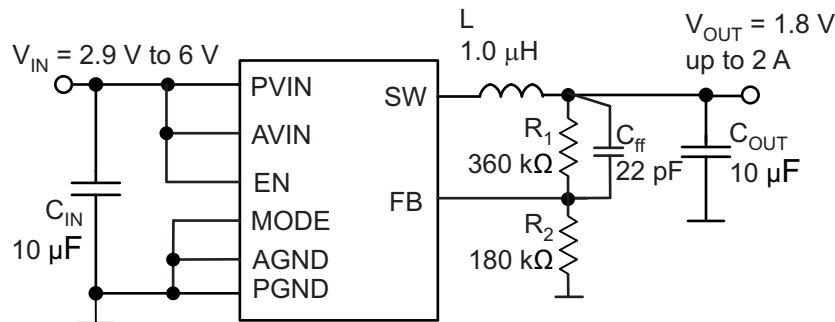 L
1.0 μH
V_IN = 2.9 V to 6 V
V_OUT = 1.8 V
up to 2 A
PVIN
AVIN
EN
MODE
AGND
PGND
SW
FB
C_IN
10 μF
R_1
360 kΩ
C_ff
22 pF
R_2
180 kΩ
C_OUT
10 μF